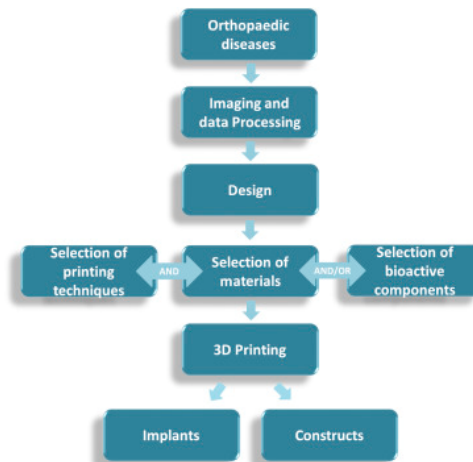 Orthopaedic
diseases
Imaging and
data Processing
Design
Selection of
printing
techniques
AND
Selection of
materials
AND/OR
Selection of
bioactive
components
3D Printing
Implants
Constructs